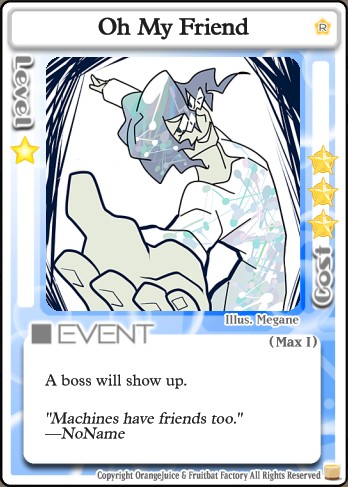 Oh My Friend
R
Level
Cost
Illus. Megane
EVENT
(Max 1)
A boss will show up.
"Machines have friends too."
—NoName
Copyright Orangejuice & Fruitbat Factory All Rights Reserved